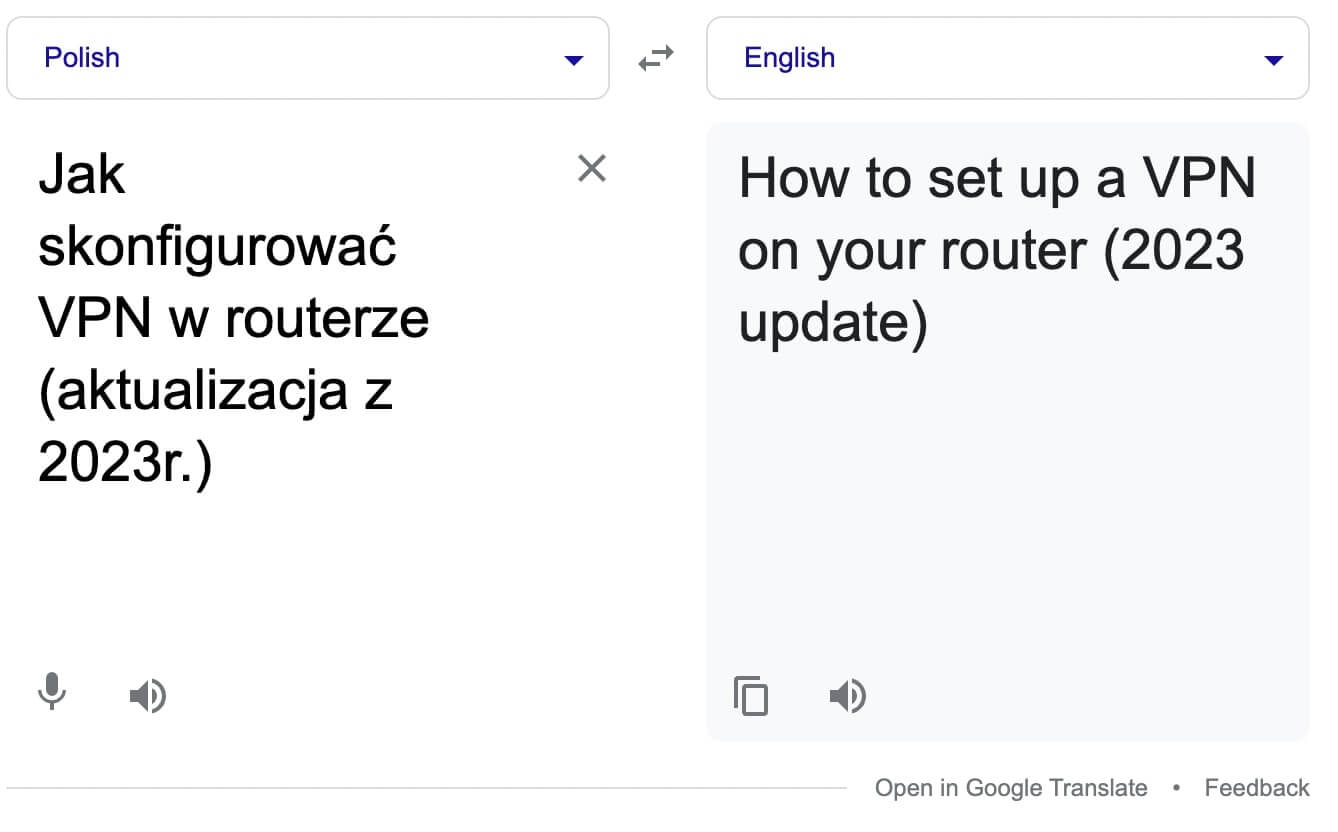 Polish
English
Jak
skonfigurować
VPN w routerze
(aktualizacja z
2023r.)
How to set up a VPN
on your router (2023
update)
Open in Google Translate • Feedback